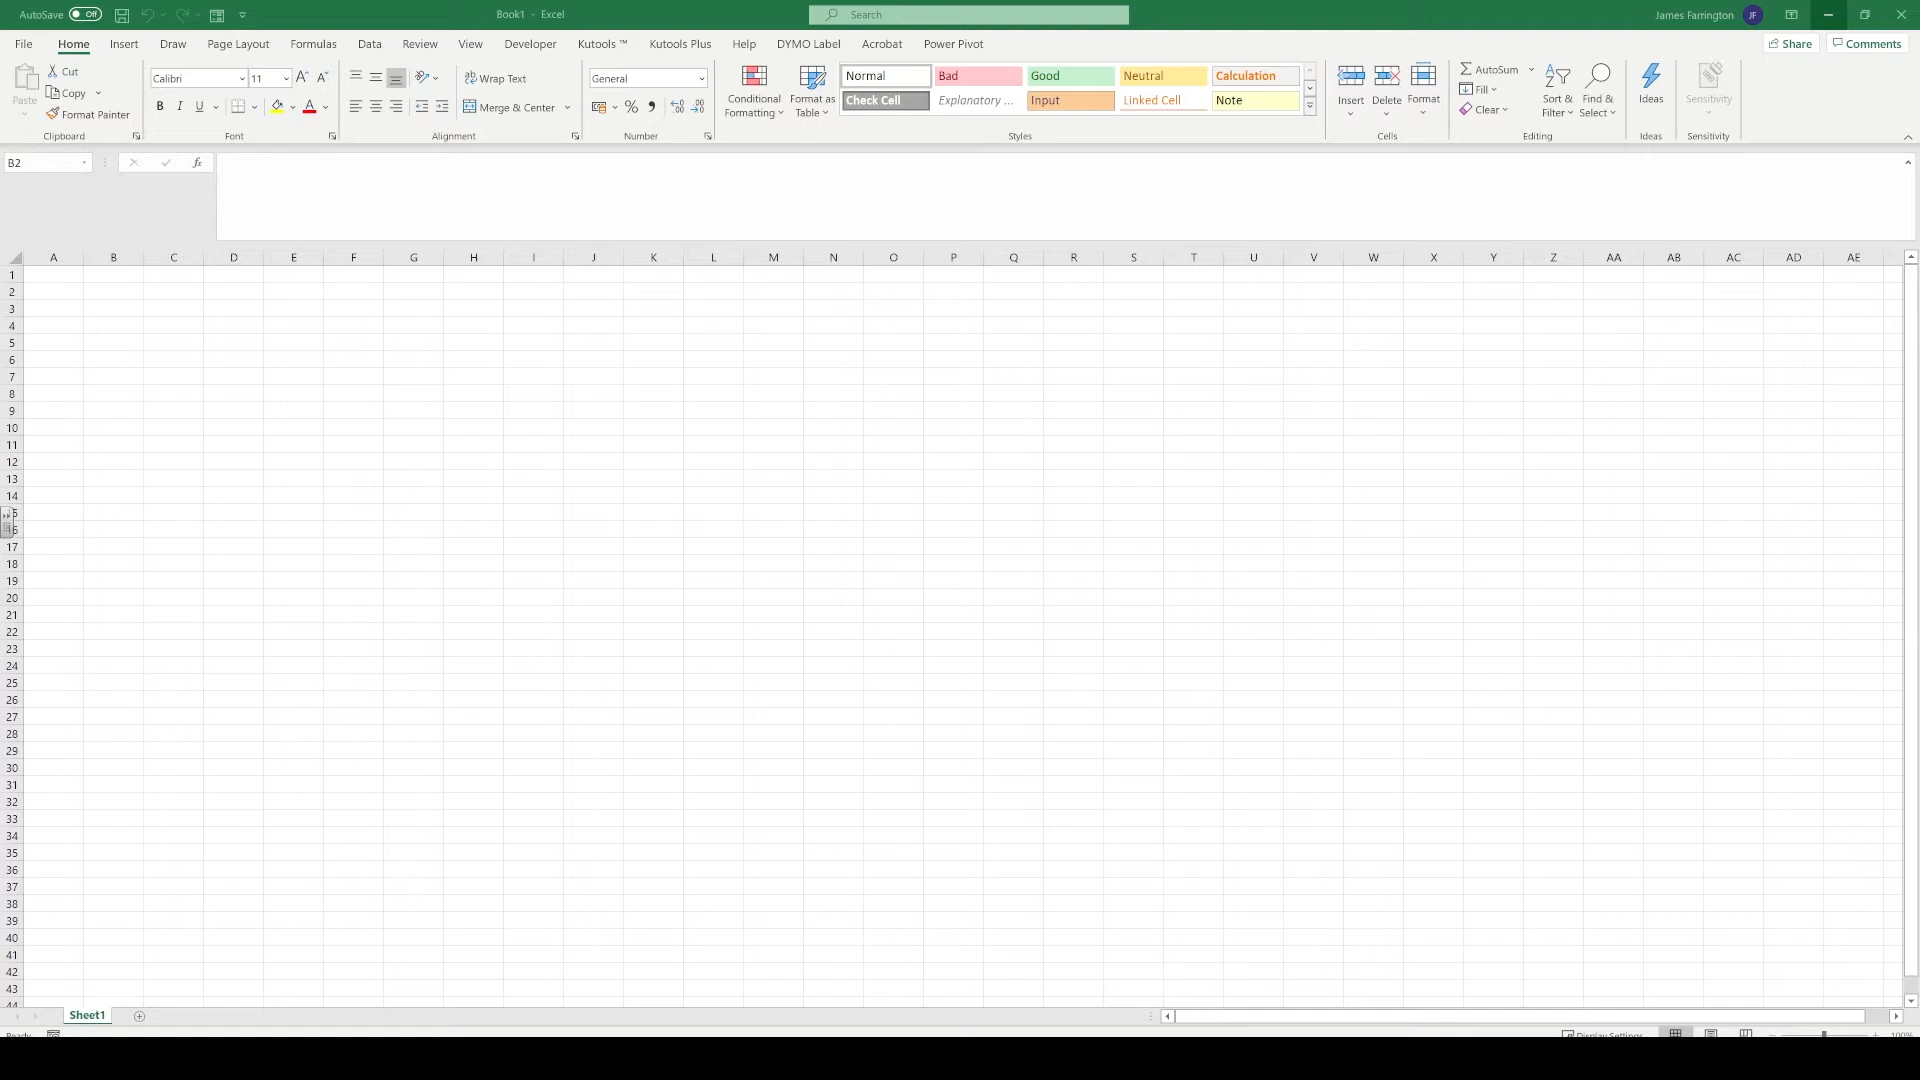 AutoSave Off Book1 - Excel Search James Farrington JF
File Home Insert Draw Page Layout Formulas Data Review View Developer Kutools ™ Kutools Plus Help DYMO Label Acrobat Power Pivot Share Comments
Paste Cut Copy Format Painter
Calibri 11 B I U
Wrap Text Merge & Center
General
Conditional Formatting Format as Table
Normal Bad Good Neutral Calculation
Check Cell Explanatory ... Input Linked Cell Note
Insert Delete Format
AutoSum Fill Clear Sort & Filter Find & Select
Ideas Sensitivity
Clipboard Font Alignment Number Styles Cells Editing Ideas Sensitivity
B2 fx
A B C D E F G H I J K L M N O P Q R S T U V W X Y Z AA AB AC AD AE
1
2
3
4
5
6
7
8
9
10
11
12
13
14
5
6
17
18
19
20
21
22
23
24
25
26
27
28
29
30
31
32
33
34
35
36
37
38
39
40
41
42
43
44
Sheet1
Ready Display Settings 100%